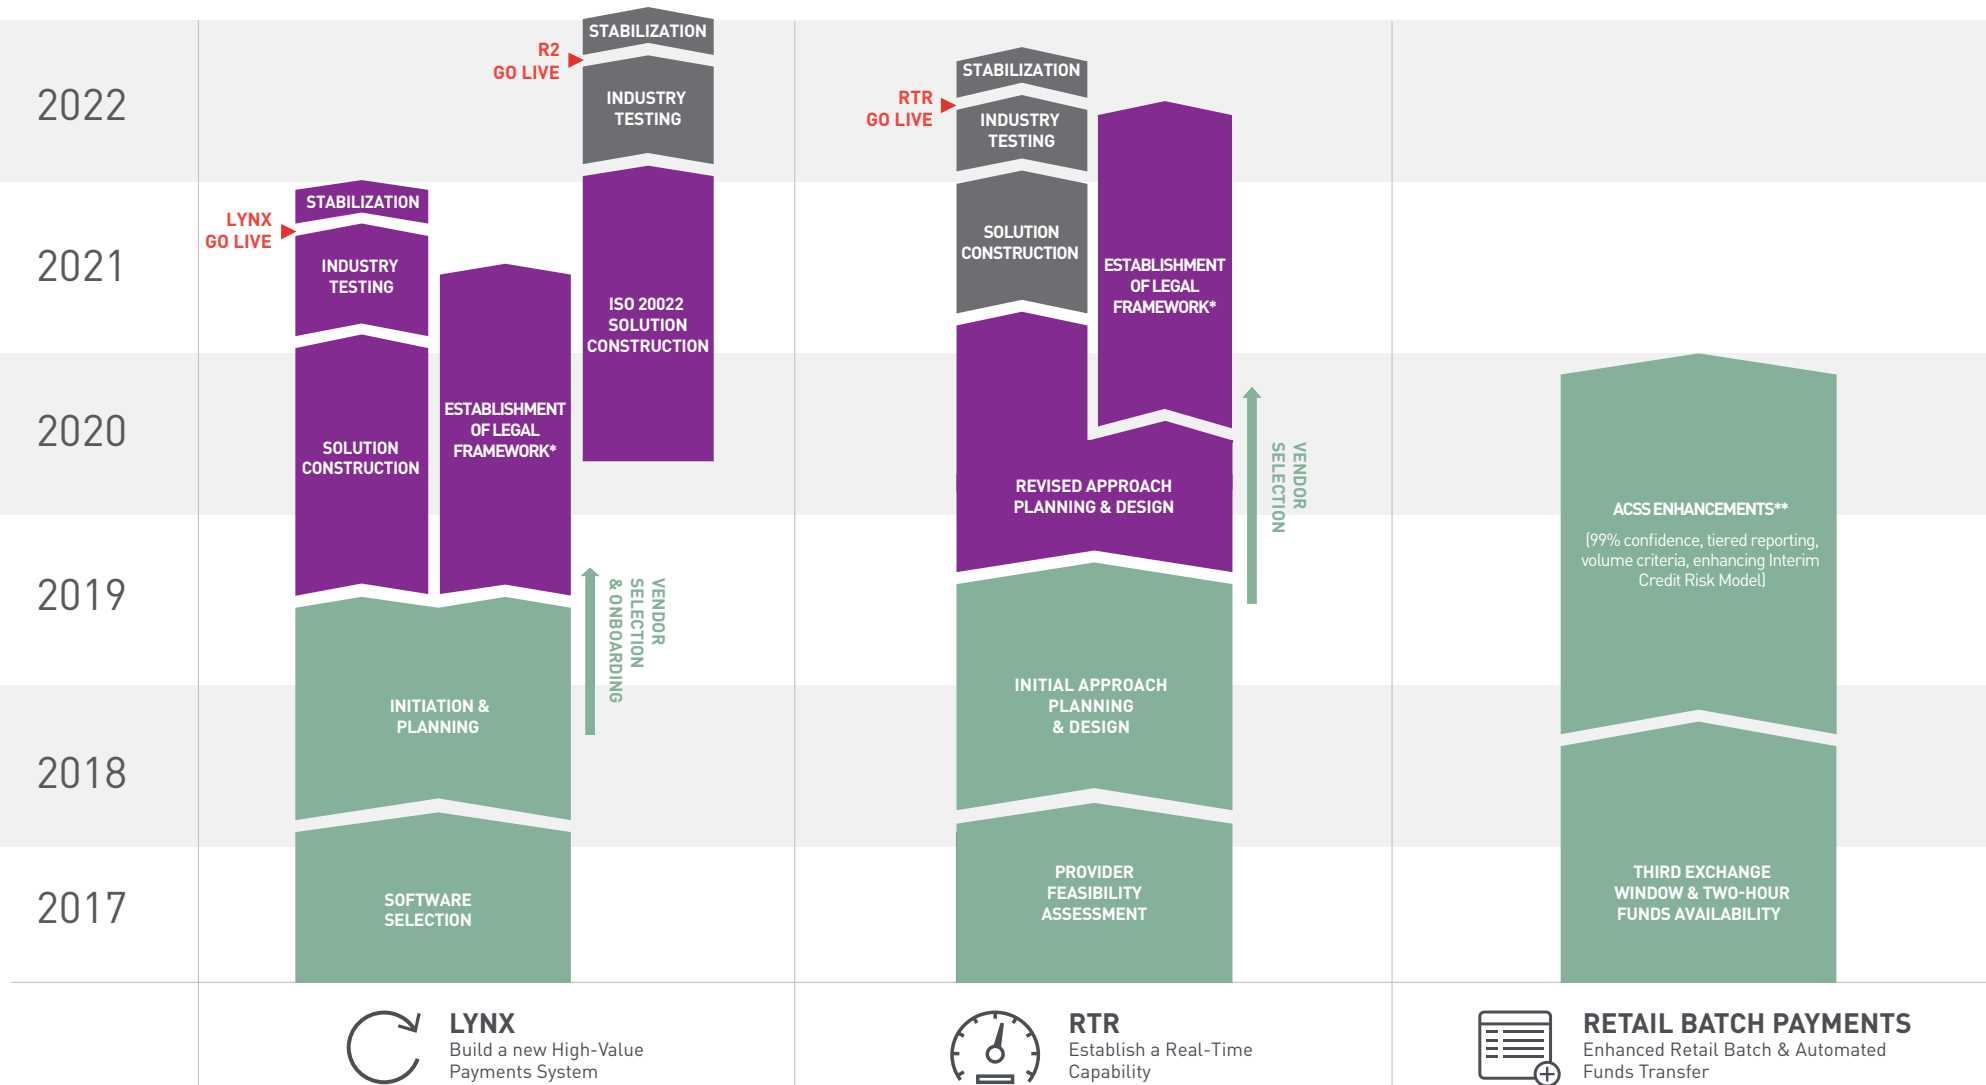 2022
2021
2020
2019
2018
2017
STABILIZATION
R2
GO LIVE
INDUSTRY
TESTING
ISO 20022
SOLUTION
CONSTRUCTION
STABILIZATION
LYNX
GO LIVE
INDUSTRY
TESTING
SOLUTION
CONSTRUCTION
ESTABLISHMENT
OF LEGAL
FRAMEWORK*
VENDOR
SELECTION
& ONBOARDING
INITIATION &
PLANNING
SOFTWARE
SELECTION
LYNX
Build a new High-Value
Payments System
STABILIZATION
RTR
GO LIVE
INDUSTRY
TESTING
SOLUTION
CONSTRUCTION
ESTABLISHMENT
OF LEGAL
FRAMEWORK*
REVISED APPROACH
PLANNING & DESIGN
VENDOR
SELECTION
INITIAL APPROACH
PLANNING
& DESIGN
PROVIDER
FEASIBILITY
ASSESSMENT
RTR
Establish a Real-Time
Capability
ACSS ENHANCEMENTS**
(99% confidence, tiered reporting,
volume criteria, enhancing Interim
Credit Risk Model)
THIRD EXCHANGE
WINDOW & TWO-HOUR
FUNDS AVAILABILITY
RETAIL BATCH PAYMENTS
Enhanced Retail Batch & Automated
Funds Transfer